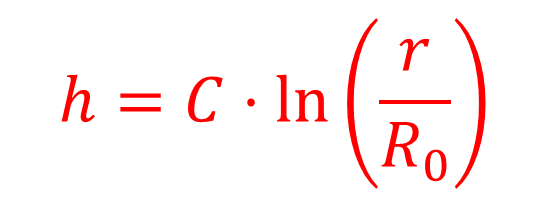 h = C · ln(r/R₀)